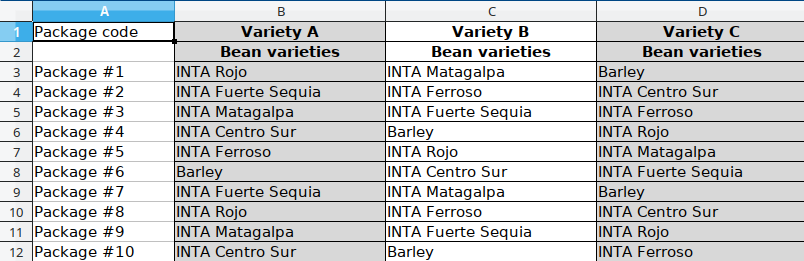 A B C D
1 Package code Variety A Variety B Variety C
2 Bean varieties Bean varieties Bean varieties
3 Package #1 INTA Rojo INTA Matagalpa Barley
4 Package #2 INTA Fuerte Sequia INTA Ferroso INTA Centro Sur
5 Package #3 INTA Matagalpa INTA Fuerte Sequia INTA Ferroso
6 Package #4 INTA Centro Sur Barley INTA Rojo
7 Package #5 INTA Ferroso INTA Rojo INTA Matagalpa
8 Package #6 Barley INTA Centro Sur INTA Fuerte Sequia
9 Package #7 INTA Fuerte Sequia INTA Matagalpa Barley
10 Package #8 INTA Rojo INTA Ferroso INTA Centro Sur
11 Package #9 INTA Matagalpa INTA Fuerte Sequia INTA Rojo
12 Package #10 INTA Centro Sur Barley INTA Ferroso